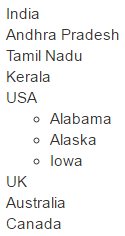 India
Andhra Pradesh
Tamil Nadu
Kerala
USA
Alabama
Alaska
Iowa
UK
Australia
Canada